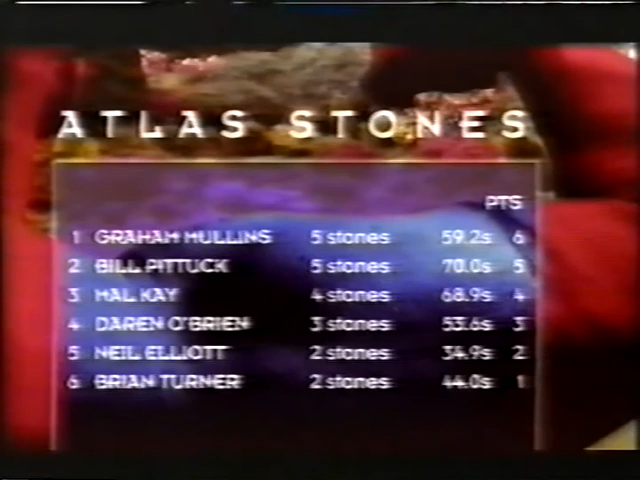 ATLAS STONES
PTS
1 GRAHAM MULLINS 5 stones 59.2s 6
2 BILL PITTUCK 5 stones 70.0s 5
3 MAL KAY 4 stones 68.9s 4
4 DAREN O'BRIEN 3 stones 53.6s 3
5 NEIL ELLIOTT 2 stones 34.9s 2
6 BRIAN TURNER 2 stones 44.0s 1